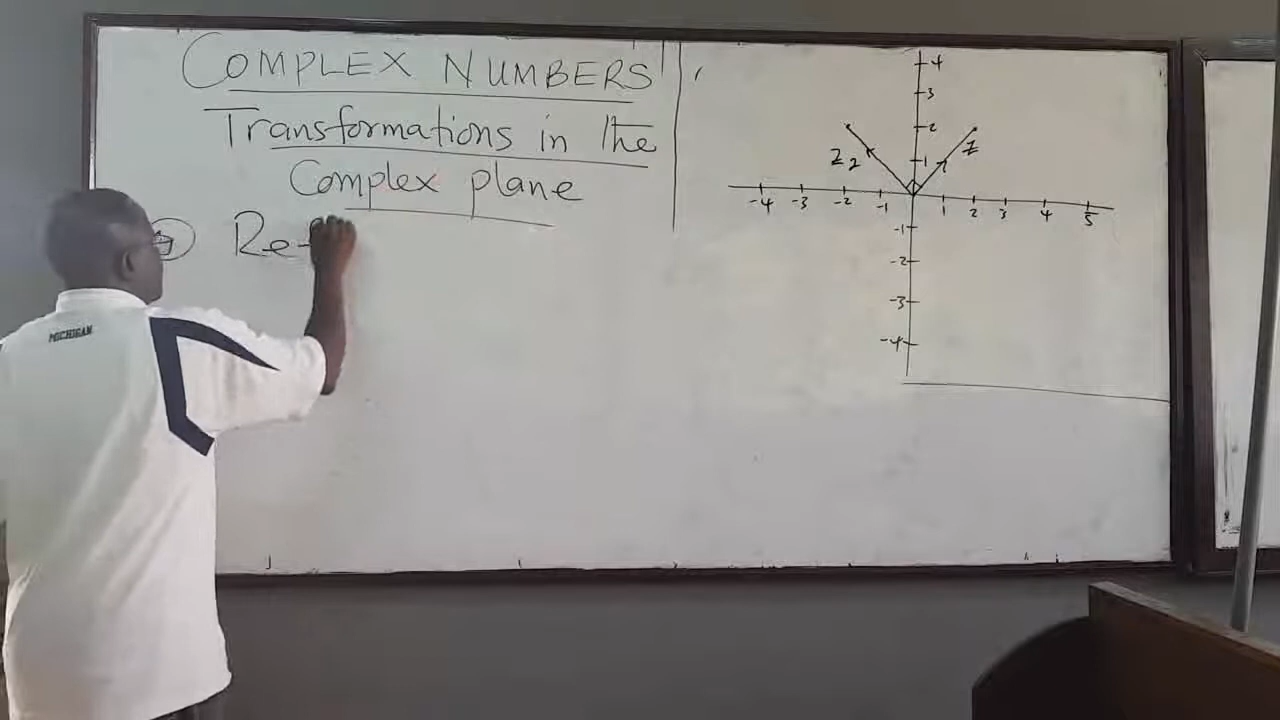 COMPLEX NUMBERS
Transformations in the
Complex plane
Ref
MICHIGAN
4
3
2
1
Z2
Z
-4 -3 -2 -1 1 2 3 4 5
-1
-2
-3
-4